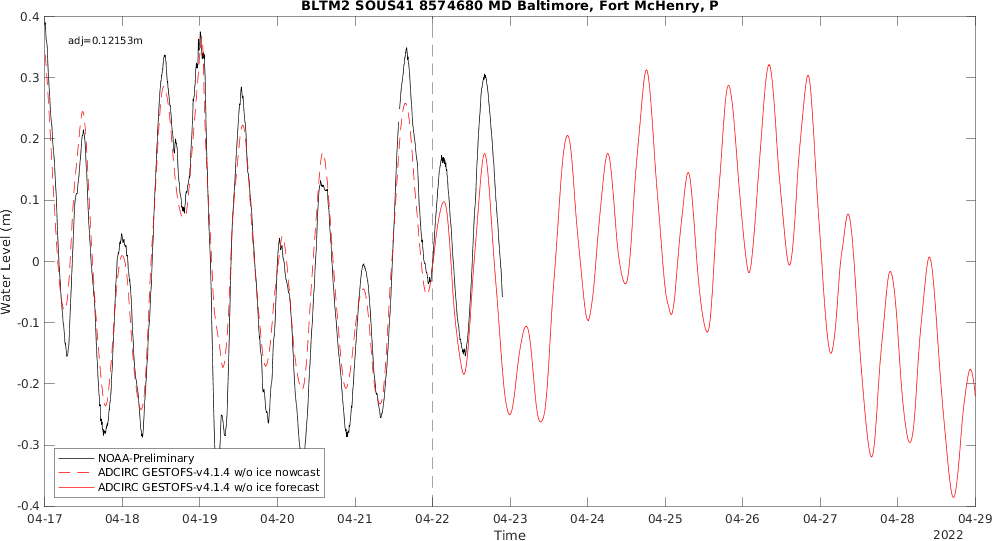 BLTM2 SOUS41 8574680 MD Baltimore, Fort McHenry, P
adj=0.12153m
0.4
0.3
0.2
0.1
0
-0.1
-0.2
-0.3
-0.4
Water Level (m)
NOAA-Preliminary
ADCIRC GESTOFS-v4.1.4 w/o ice nowcast
ADCIRC GESTOFS-v4.1.4 w/o ice forecast
04-17 04-18 04-19 04-20 04-21 04-22 04-23 04-24 04-25 04-26 04-27 04-28 04-29
Time
2022